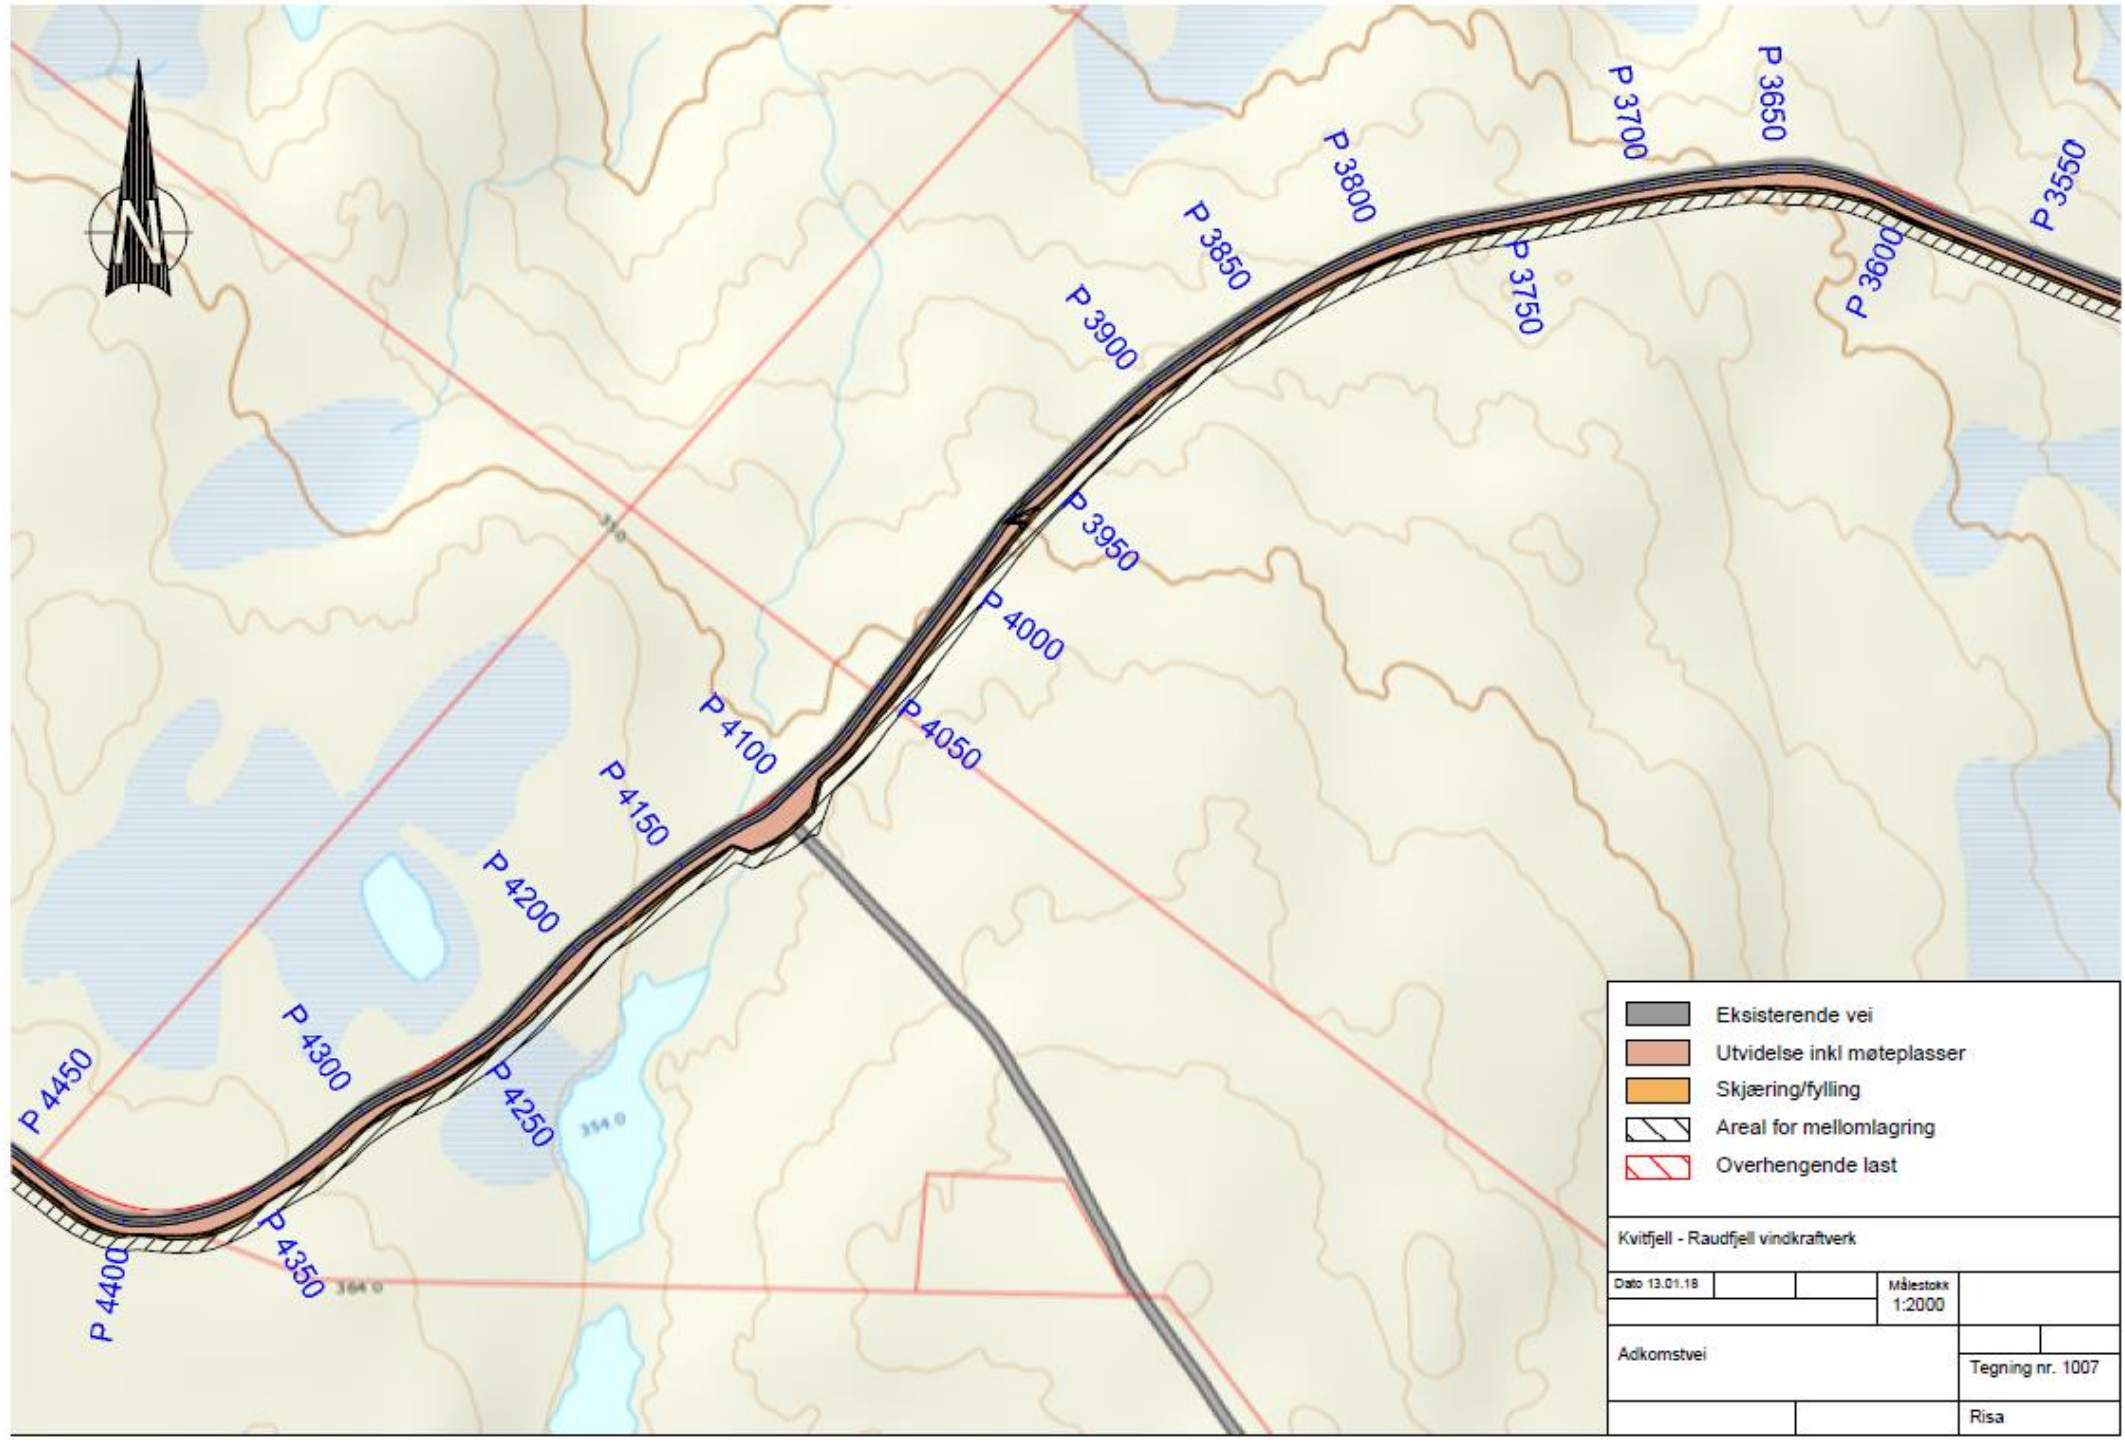 N
P 3550
P 3600
P 3650
P 3700
P 3750
P 3800
P 3850
P 3900
P 3950
P 4000
P 4050
P 4100
P 4150
P 4200
P 4250
P 4300
P 4350
P 4400
P 4450
354.0
364.0
Eksisterende vei
Utvidelse inkl møteplasser
Skjæring/fylling
Areal for mellomlagring
Overhengende last
Kvitfjell - Raudfjell vindkraftverk
Dato 13.01.18
Målestokk
1:2000
Adkomstvei
Tegning nr. 1007
Risa